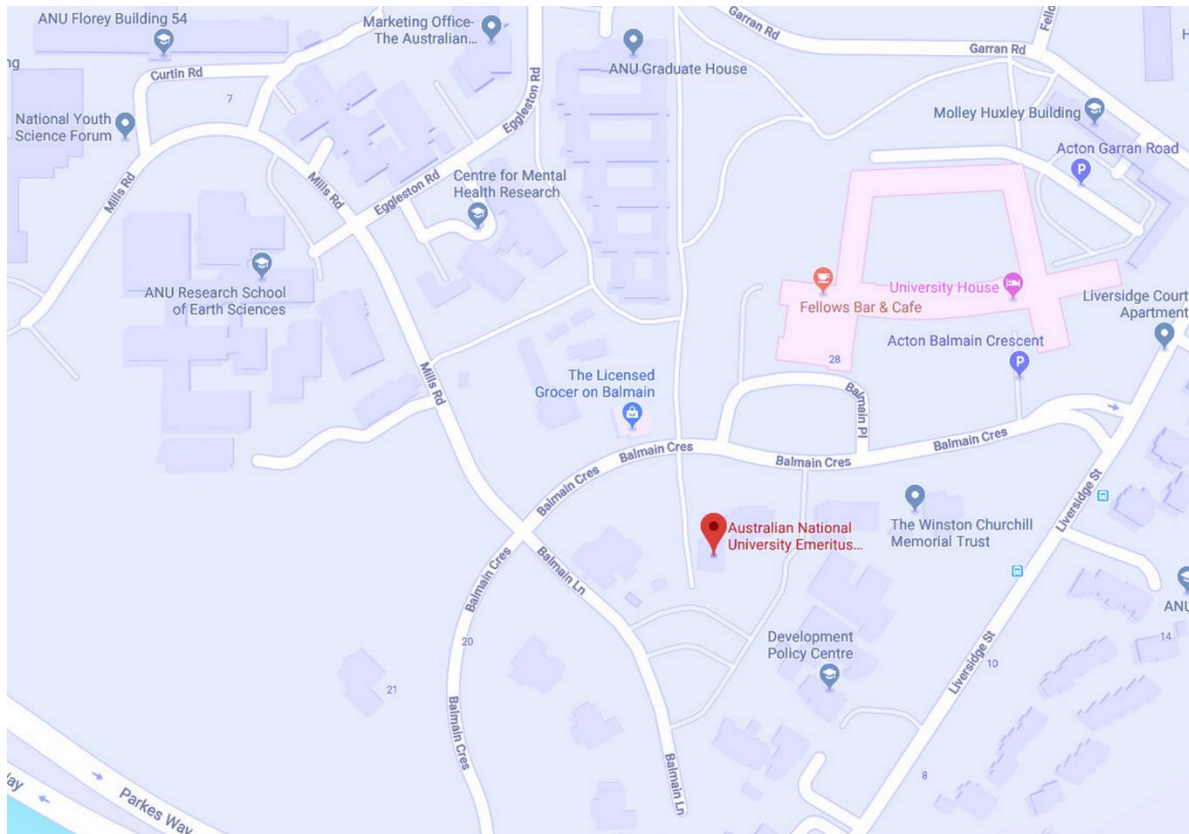 ANU Florey Building 54
Marketing Office-
The Australian...
Garran Rd
Garran Rd
Curtin Rd
7
ANU Graduate House
Molley Huxley Building
National Youth
Science Forum
Eggleston Rd
Acton Garran Road
P
Mills Rd
Mills Rd
Eggleston Rd
Centre for Mental
Health Research
ANU Research School
of Earth Sciences
University House
Fellows Bar & Cafe
Liversidge Court
Apartment
28
Acton Balmain Crescent
P
Mills Rd
The Licensed
Grocer on Balmain
Balmain Pl
Balmain Cres
Balmain Cres
Balmain Cres
Balmain Cres
Liversidge St
Australian National
University Emeritus...
The Winston Churchill
Memorial Trust
Balmain Cres
Balmain Ln
ANU
14
20
21
Development
Policy Centre
10
Liversidge St
Balmain Cres
Balmain Ln
8
Parkes Way